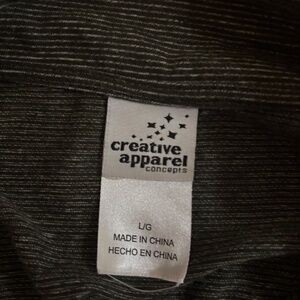 creative
apparel
concepts
L/G
MADE IN CHINA
HECHO EN CHINA